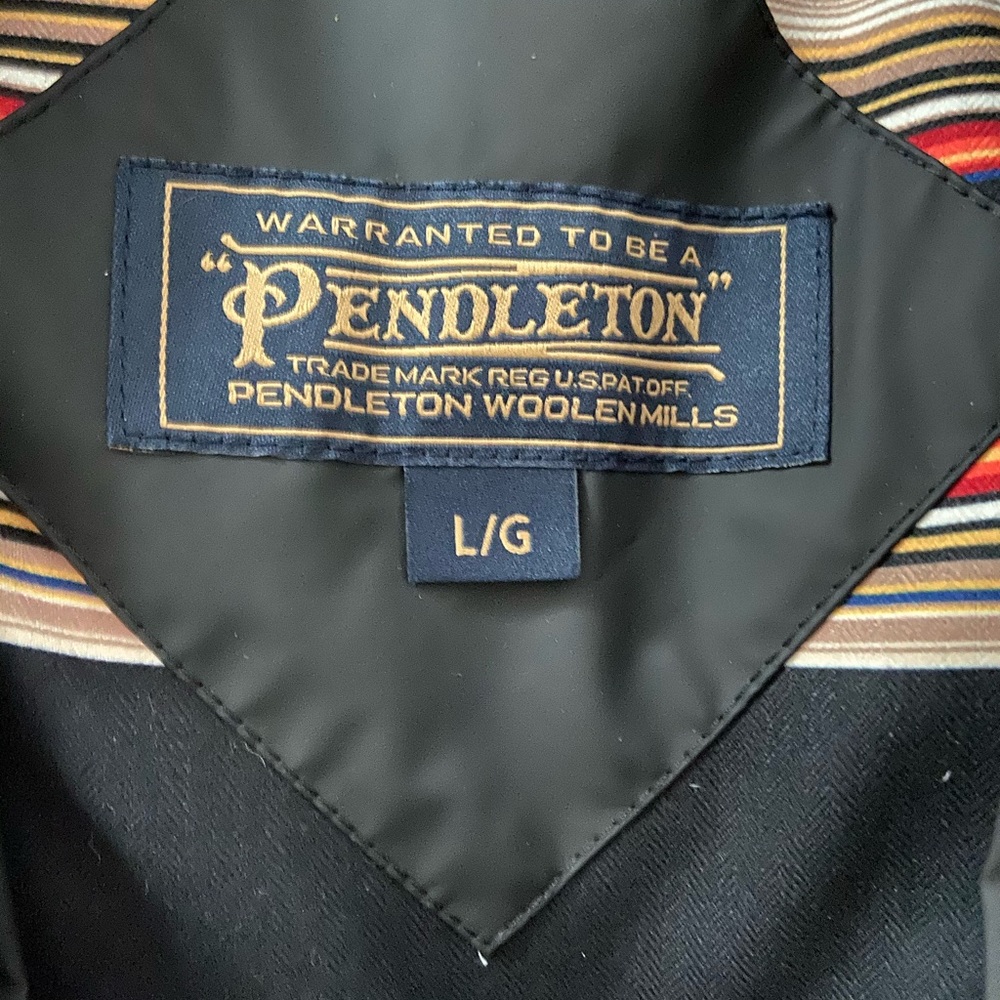 WARRANTED TO BE A
"PENDLETON"
TRADE MARK REG U.S.PAT.OFF.
PENDLETON WOOLEN MILLS
L/G